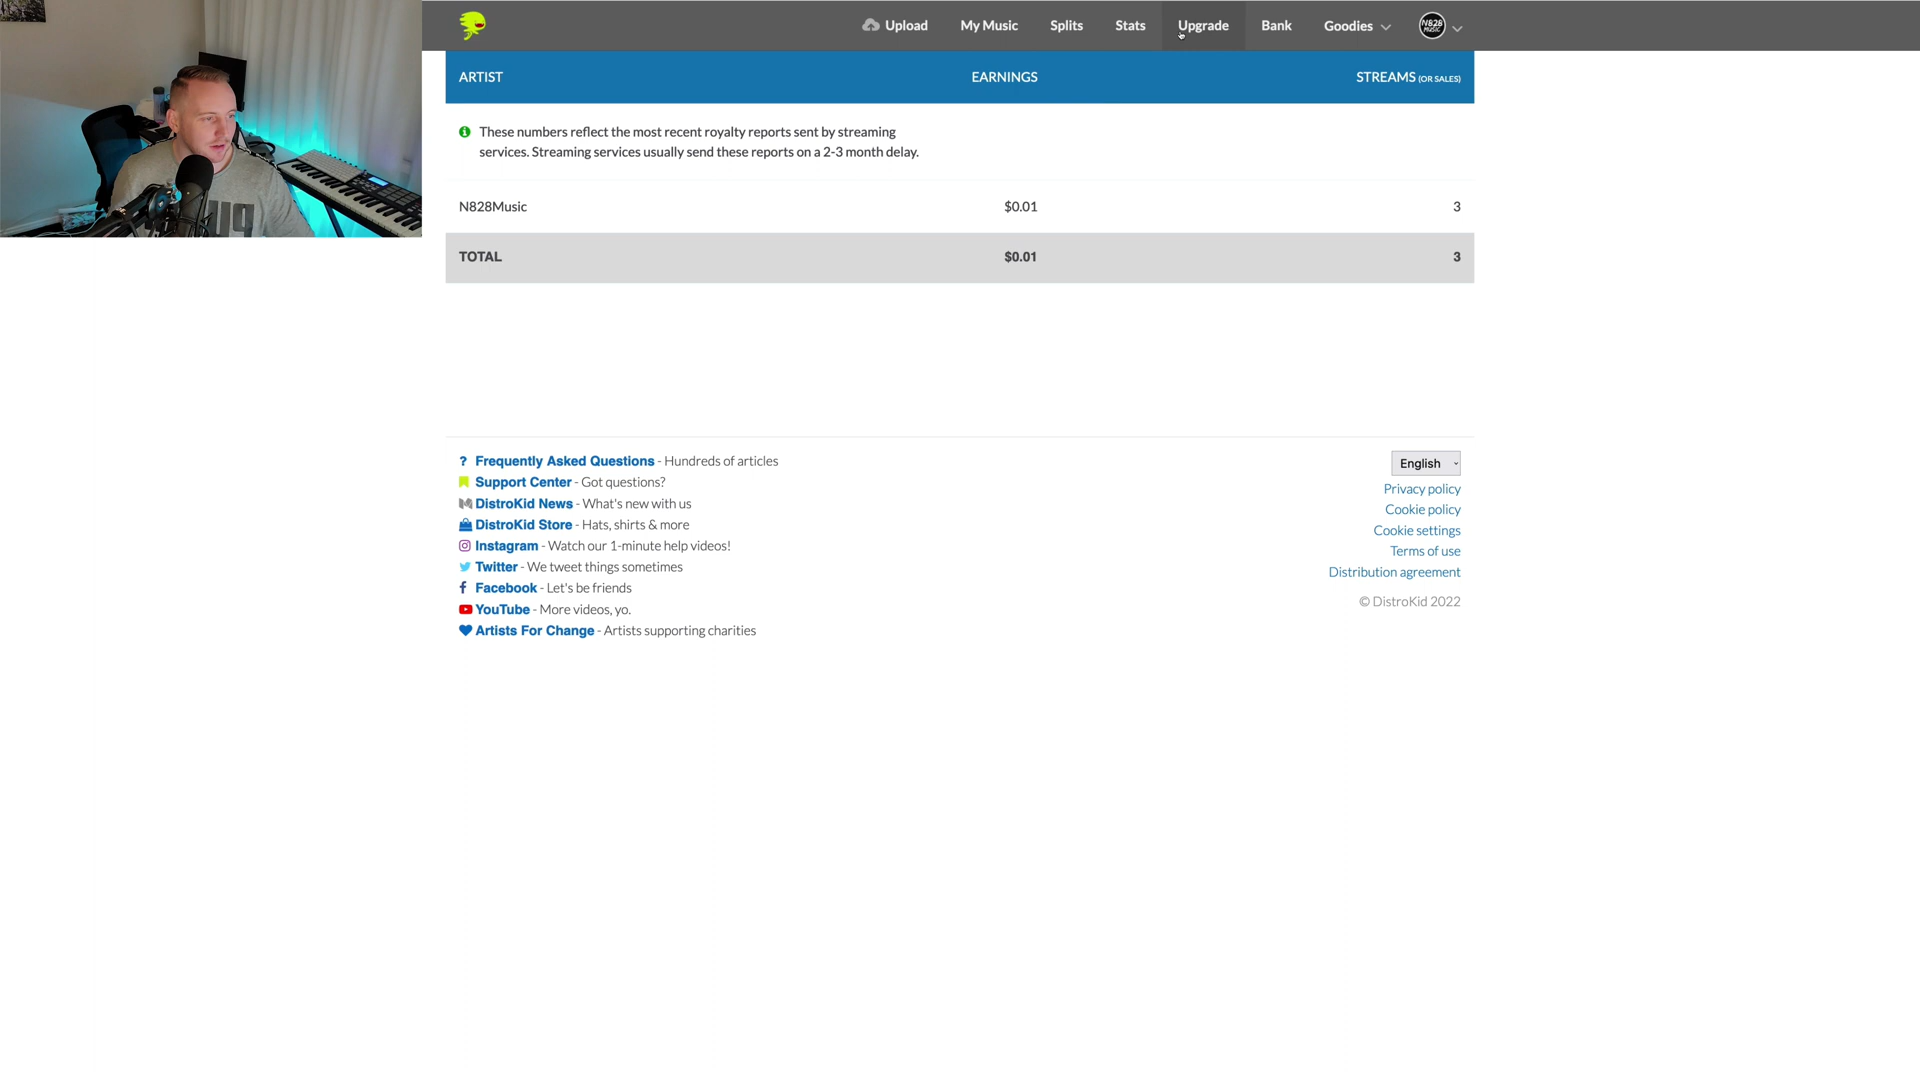 Upload My Music Splits Stats Upgrade Bank Goodies N828 MUSIC
ARTIST EARNINGS STREAMS (OR SALES)
These numbers reflect the most recent royalty reports sent by streaming
services. Streaming services usually send these reports on a 2-3 month delay.
N828Music $0.01 3
TOTAL $0.01 3
? Frequently Asked Questions - Hundreds of articles
Support Center - Got questions?
DistroKid News - What's new with us
DistroKid Store - Hats, shirts & more
Instagram - Watch our 1-minute help videos!
Twitter - We tweet things sometimes
Facebook - Let's be friends
YouTube - More videos, yo.
Artists For Change - Artists supporting charities
English
Privacy policy
Cookie policy
Cookie settings
Terms of use
Distribution agreement
© DistroKid 2022